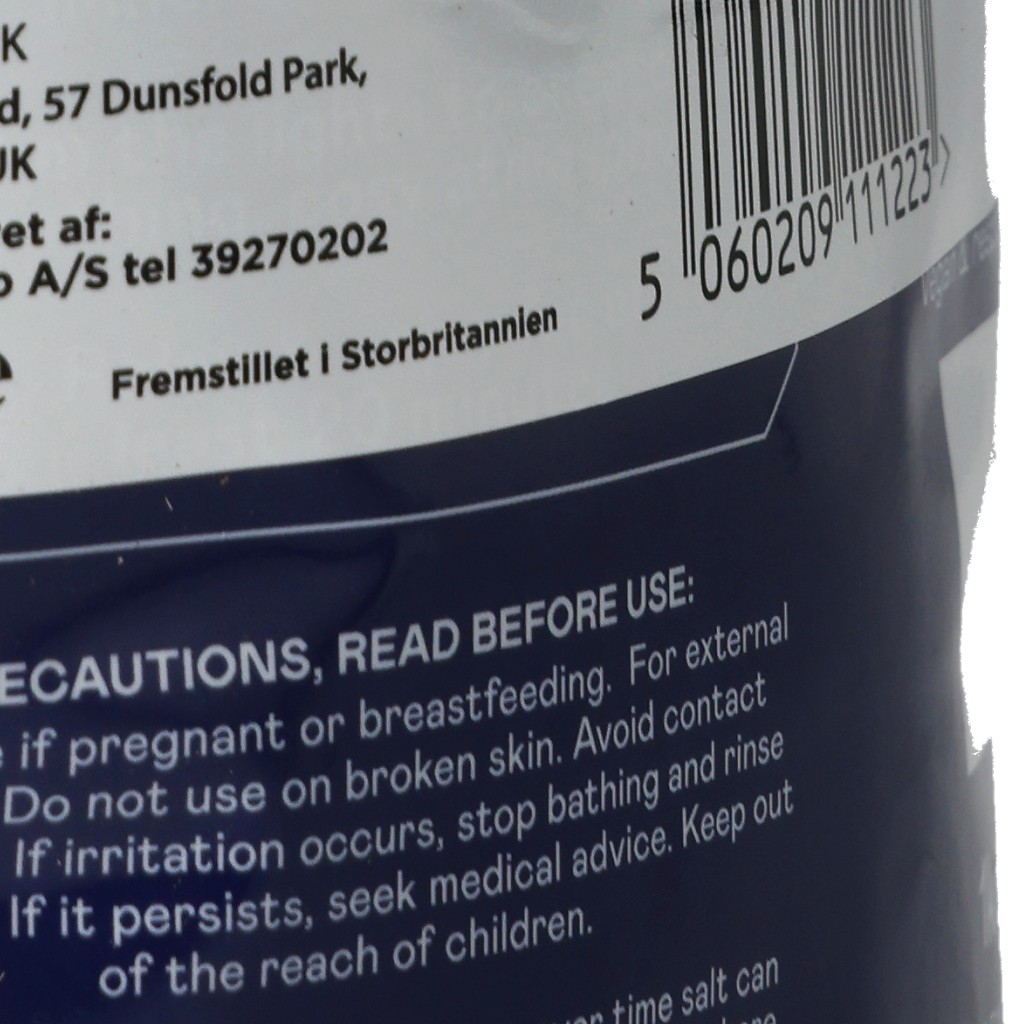 K
d, 57 Dunsfold Park,
UK
et af:
o A/S tel 39270202
Fremstillet i Storbritannien
5 060209 111223 >
ECAUTIONS, READ BEFORE USE:
if pregnant or breastfeeding. For external
Do not use on broken skin. Avoid contact
If irritation occurs, stop bathing and rinse
If it persists, seek medical advice. Keep out
of the reach of children.
time salt can